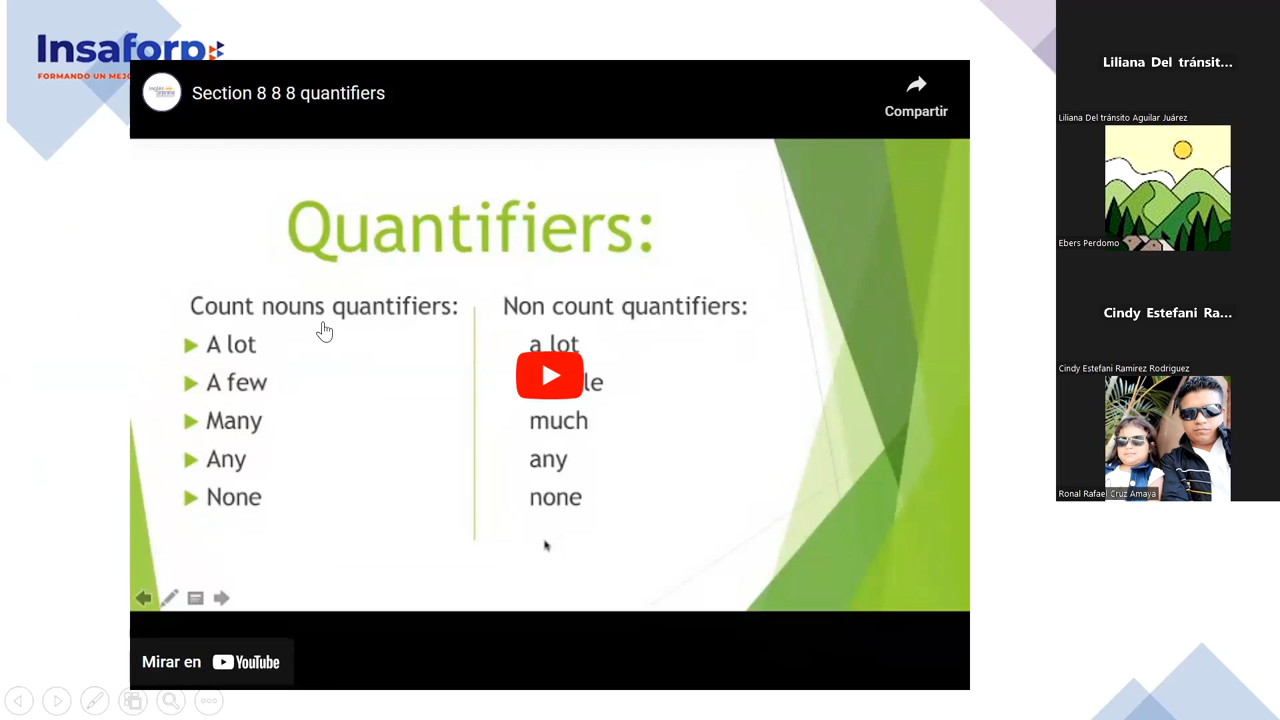 Insaforp
FORMANDO UN MEJO
Section 8 8 8 quantifiers
Compartir
Quantifiers:
Count nouns quantifiers:
A lot
A few
Many
Any
None
Non count quantifiers:
a lot
le
much
any
none
Mirar en YouTube
Liliana Del tránsit...
Liliana Del tránsito Aguilar Juárez
Ebers Perdomo
Cindy Estefani Ra...
Cindy Estefani Ramirez Rodriguez
Ronal Rafael Cruz Amaya